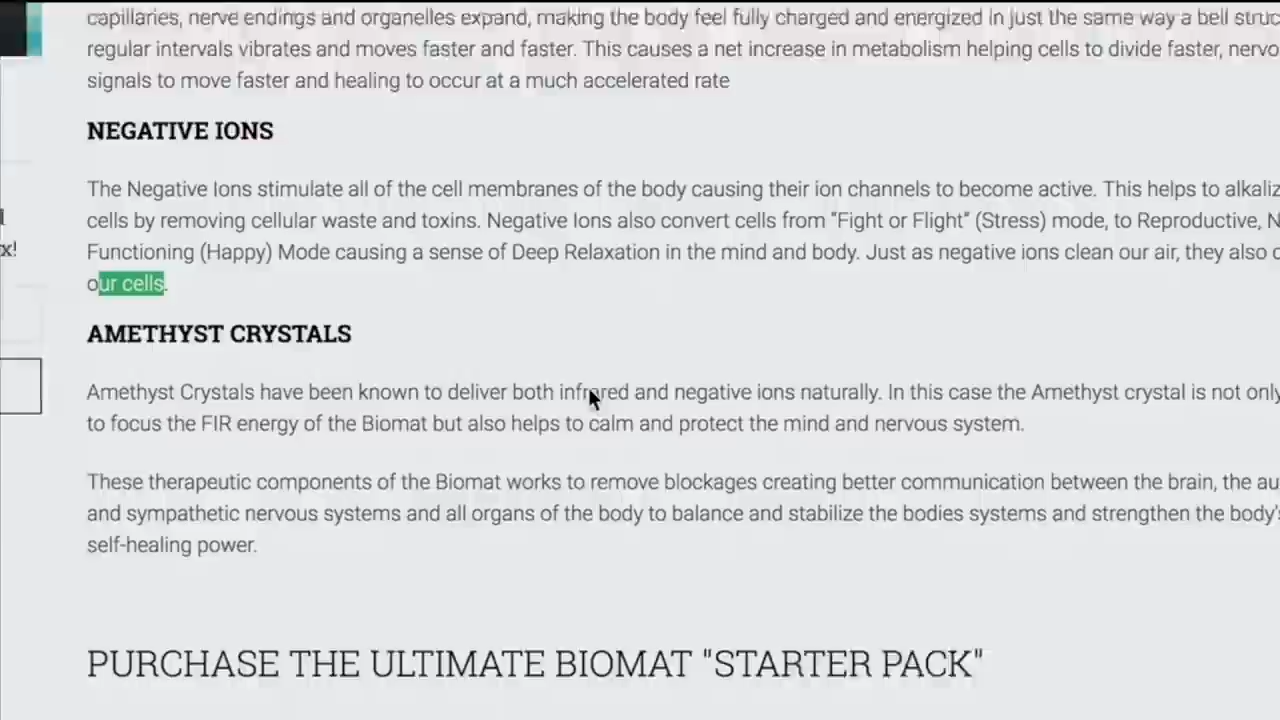 capillaries, nerve endings and organelles expand, making the body feel fully charged and energized in just the same way a bell struc
regular intervals vibrates and moves faster and faster. This causes a net increase in metabolism helping cells to divide faster, nervo
signals to move faster and healing to occur at a much accelerated rate
NEGATIVE IONS
The Negative Ions stimulate all of the cell membranes of the body causing their ion channels to become active. This helps to alkaliz
cells by removing cellular waste and toxins. Negative Ions also convert cells from "Fight or Flight" (Stress) mode, to Reproductive, N
x! Functioning (Happy) Mode causing a sense of Deep Relaxation in the mind and body. Just as negative ions clean our air, they also c
our cells.
AMETHYST CRYSTALS
Amethyst Crystals have been known to deliver both infrared and negative ions naturally. In this case the Amethyst crystal is not only
to focus the FIR energy of the Biomat but also helps to calm and protect the mind and nervous system.
These therapeutic components of the Biomat works to remove blockages creating better communication between the brain, the au
and sympathetic nervous systems and all organs of the body to balance and stabilize the bodies systems and strengthen the body's
self-healing power.
PURCHASE THE ULTIMATE BIOMAT "STARTER PACK"